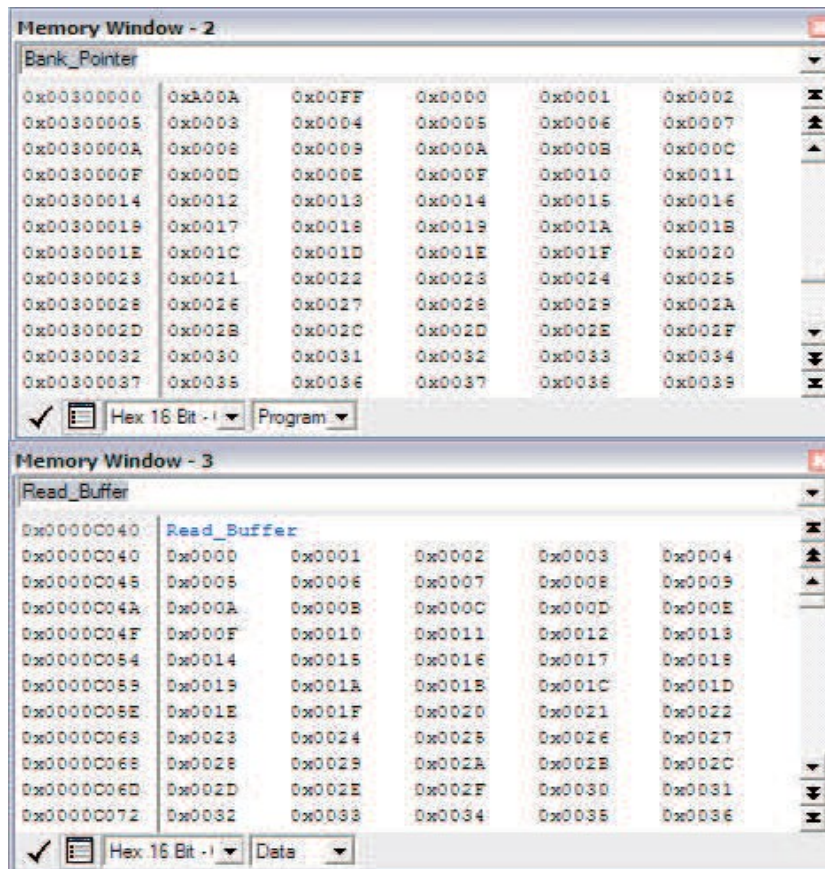 Memory Window - 2
Bank_Pointer
0x00300000 0xA00A 0x00FF 0x0000 0x0001 0x0002
0x00300005 0x0003 0x0004 0x0005 0x0006 0x0007
0x0030000A 0x0008 0x0009 0x000A 0x000B 0x000C
0x0030000F 0x000D 0x000E 0x000F 0x0010 0x0011
0x00300014 0x0012 0x0013 0x0014 0x0015 0x0016
0x00300019 0x0017 0x0018 0x0019 0x001A 0x001B
0x0030001E 0x001C 0x001D 0x001E 0x001F 0x0020
0x00300023 0x0021 0x0022 0x0023 0x0024 0x0025
0x00300028 0x0026 0x0027 0x0028 0x0029 0x002A
0x0030002D 0x002B 0x002C 0x002D 0x002E 0x002F
0x00300032 0x0030 0x0031 0x0032 0x0033 0x0034
0x00300037 0x0035 0x0036 0x0037 0x0038 0x0039
Hex 16 Bit - Program
Memory Window - 3
Read_Buffer
0x0000C040 Read_Buffer
0x0000C040 0x0000 0x0001 0x0002 0x0003 0x0004
0x0000C045 0x0005 0x0006 0x0007 0x0008 0x0009
0x0000C04A 0x000A 0x000B 0x000C 0x000D 0x000E
0x0000C04F 0x000F 0x0010 0x0011 0x0012 0x0013
0x0000C054 0x0014 0x0015 0x0016 0x0017 0x0018
0x0000C059 0x0019 0x001A 0x001B 0x001C 0x001D
0x0000C05E 0x001E 0x001F 0x0020 0x0021 0x0022
0x0000C063 0x0023 0x0024 0x0025 0x0026 0x0027
0x0000C068 0x0028 0x0029 0x002A 0x002B 0x002C
0x0000C06D 0x002D 0x002E 0x002F 0x0030 0x0031
0x0000C072 0x0032 0x0033 0x0034 0x0035 0x0036
Hex 16 Bit - Data